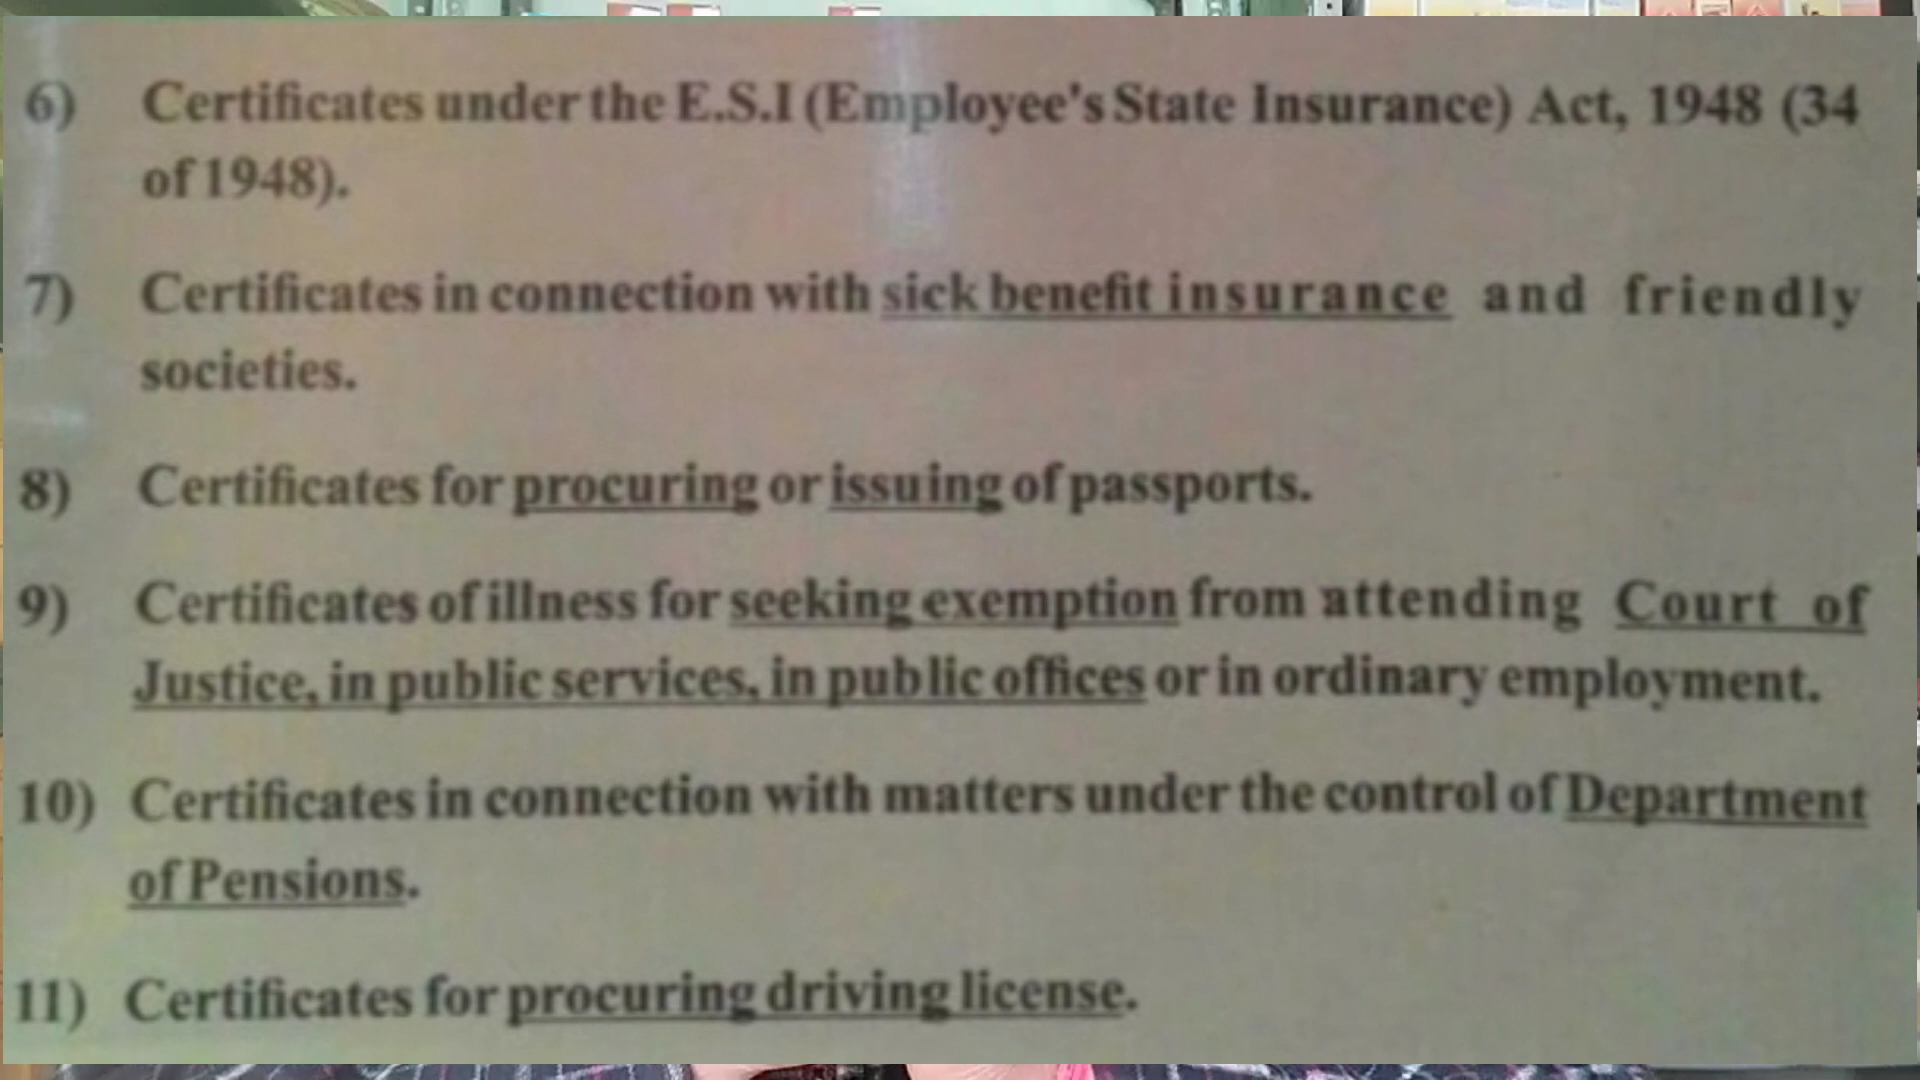 6) Certificates under the E.S.I (Employee's State Insurance) Act, 1948 (34
of 1948).
7) Certificates in connection with sick benefit insurance and friendly
societies.
8) Certificates for procuring or issuing of passports.
9) Certificates of illness for seeking exemption from attending Court of
Justice, in public services, in public offices or in ordinary employment.
10) Certificates in connection with matters under the control of Department
of Pensions.
11) Certificates for procuring driving license.